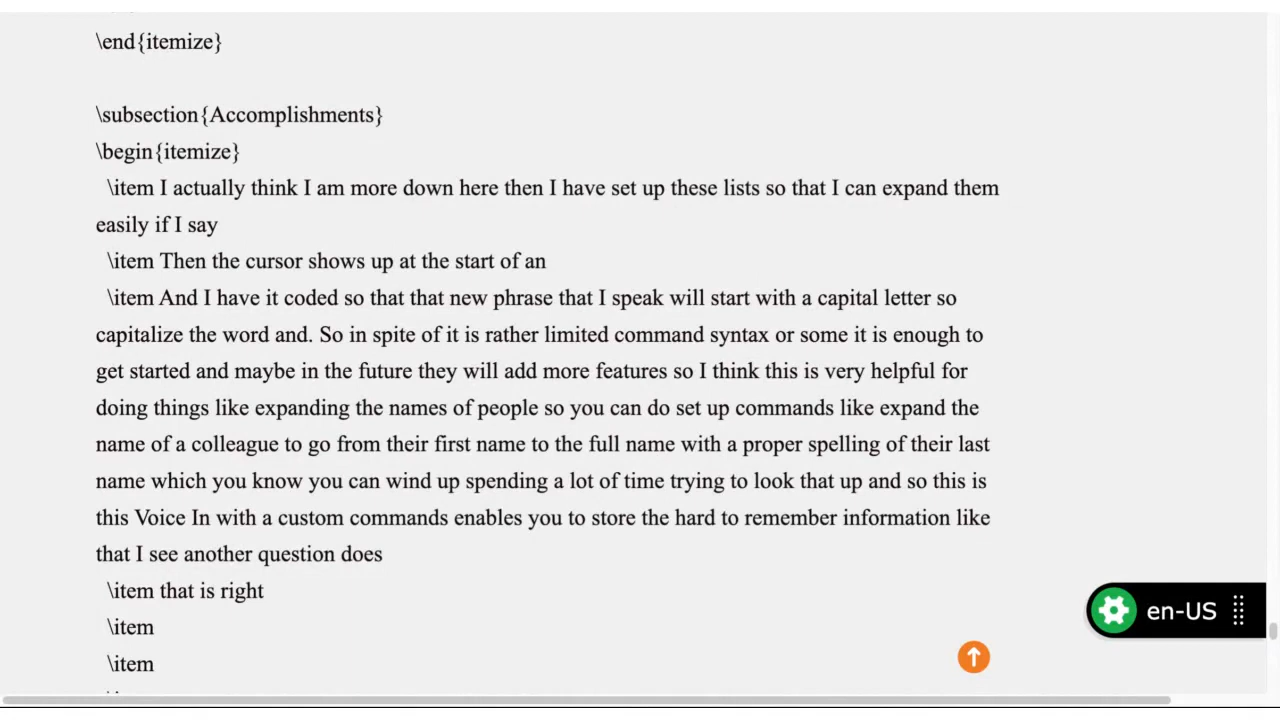 \end{itemize}
\subsection{Accomplishments}
\begin{itemize}
\item I actually think I am more down here then I have set up these lists so that I can expand them
easily if I say
\item Then the cursor shows up at the start of an
\item And I have it coded so that that new phrase that I speak will start with a capital letter so
capitalize the word and. So in spite of it is rather limited command syntax or some it is enough to
get started and maybe in the future they will add more features so I think this is very helpful for
doing things like expanding the names of people so you can do set up commands like expand the
name of a colleague to go from their first name to the full name with a proper spelling of their last
name which you know you can wind up spending a lot of time trying to look that up and so this is
this Voice In with a custom commands enables you to store the hard to remember information like
that I see another question does
\item that is right
\item
\item
en-US